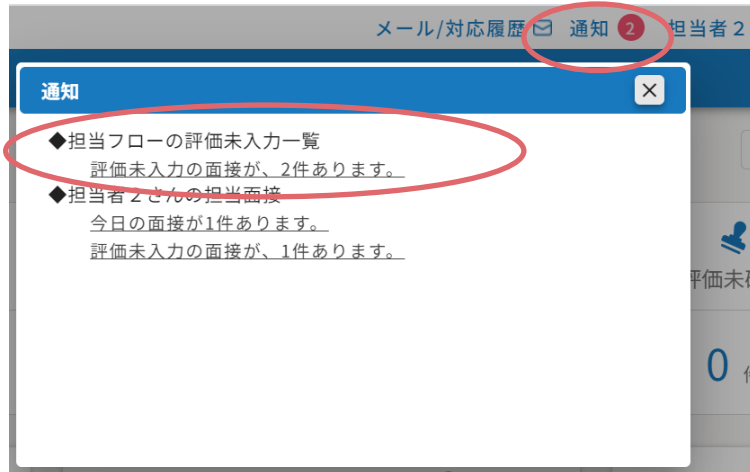 メール/対応履歴 通知 2 担当者２
通知
◆担当フローの評価未入力一覧
評価未入力の面接が、2件あります。
◆担当者２さんの担当面接
今日の面接が1件あります。
評価未入力の面接が、1件あります。
評価未
0